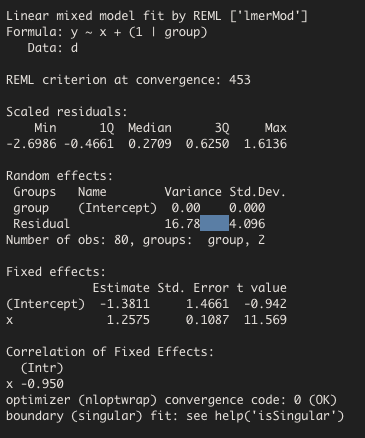 Linear mixed model fit by REML ['lmerMod']
Formula: y ~ x + (1 | group)
   Data: d

REML criterion at convergence: 453

Scaled residuals:
    Min      1Q  Median      3Q     Max
-2.6986 -0.4661  0.2709  0.6250  1.6136

Random effects:
 Groups   Name        Variance Std.Dev.
 group    (Intercept)  0.00    0.000
 Residual             16.78    4.096
Number of obs: 80, groups:  group, 2

Fixed effects:
            Estimate Std. Error t value
(Intercept)  -1.3811     1.4661  -0.942
x             1.2575     0.1087  11.569

Correlation of Fixed Effects:
  (Intr)
x -0.950
optimizer (nloptwrap) convergence code: 0 (OK)
boundary (singular) fit: see help('isSingular')